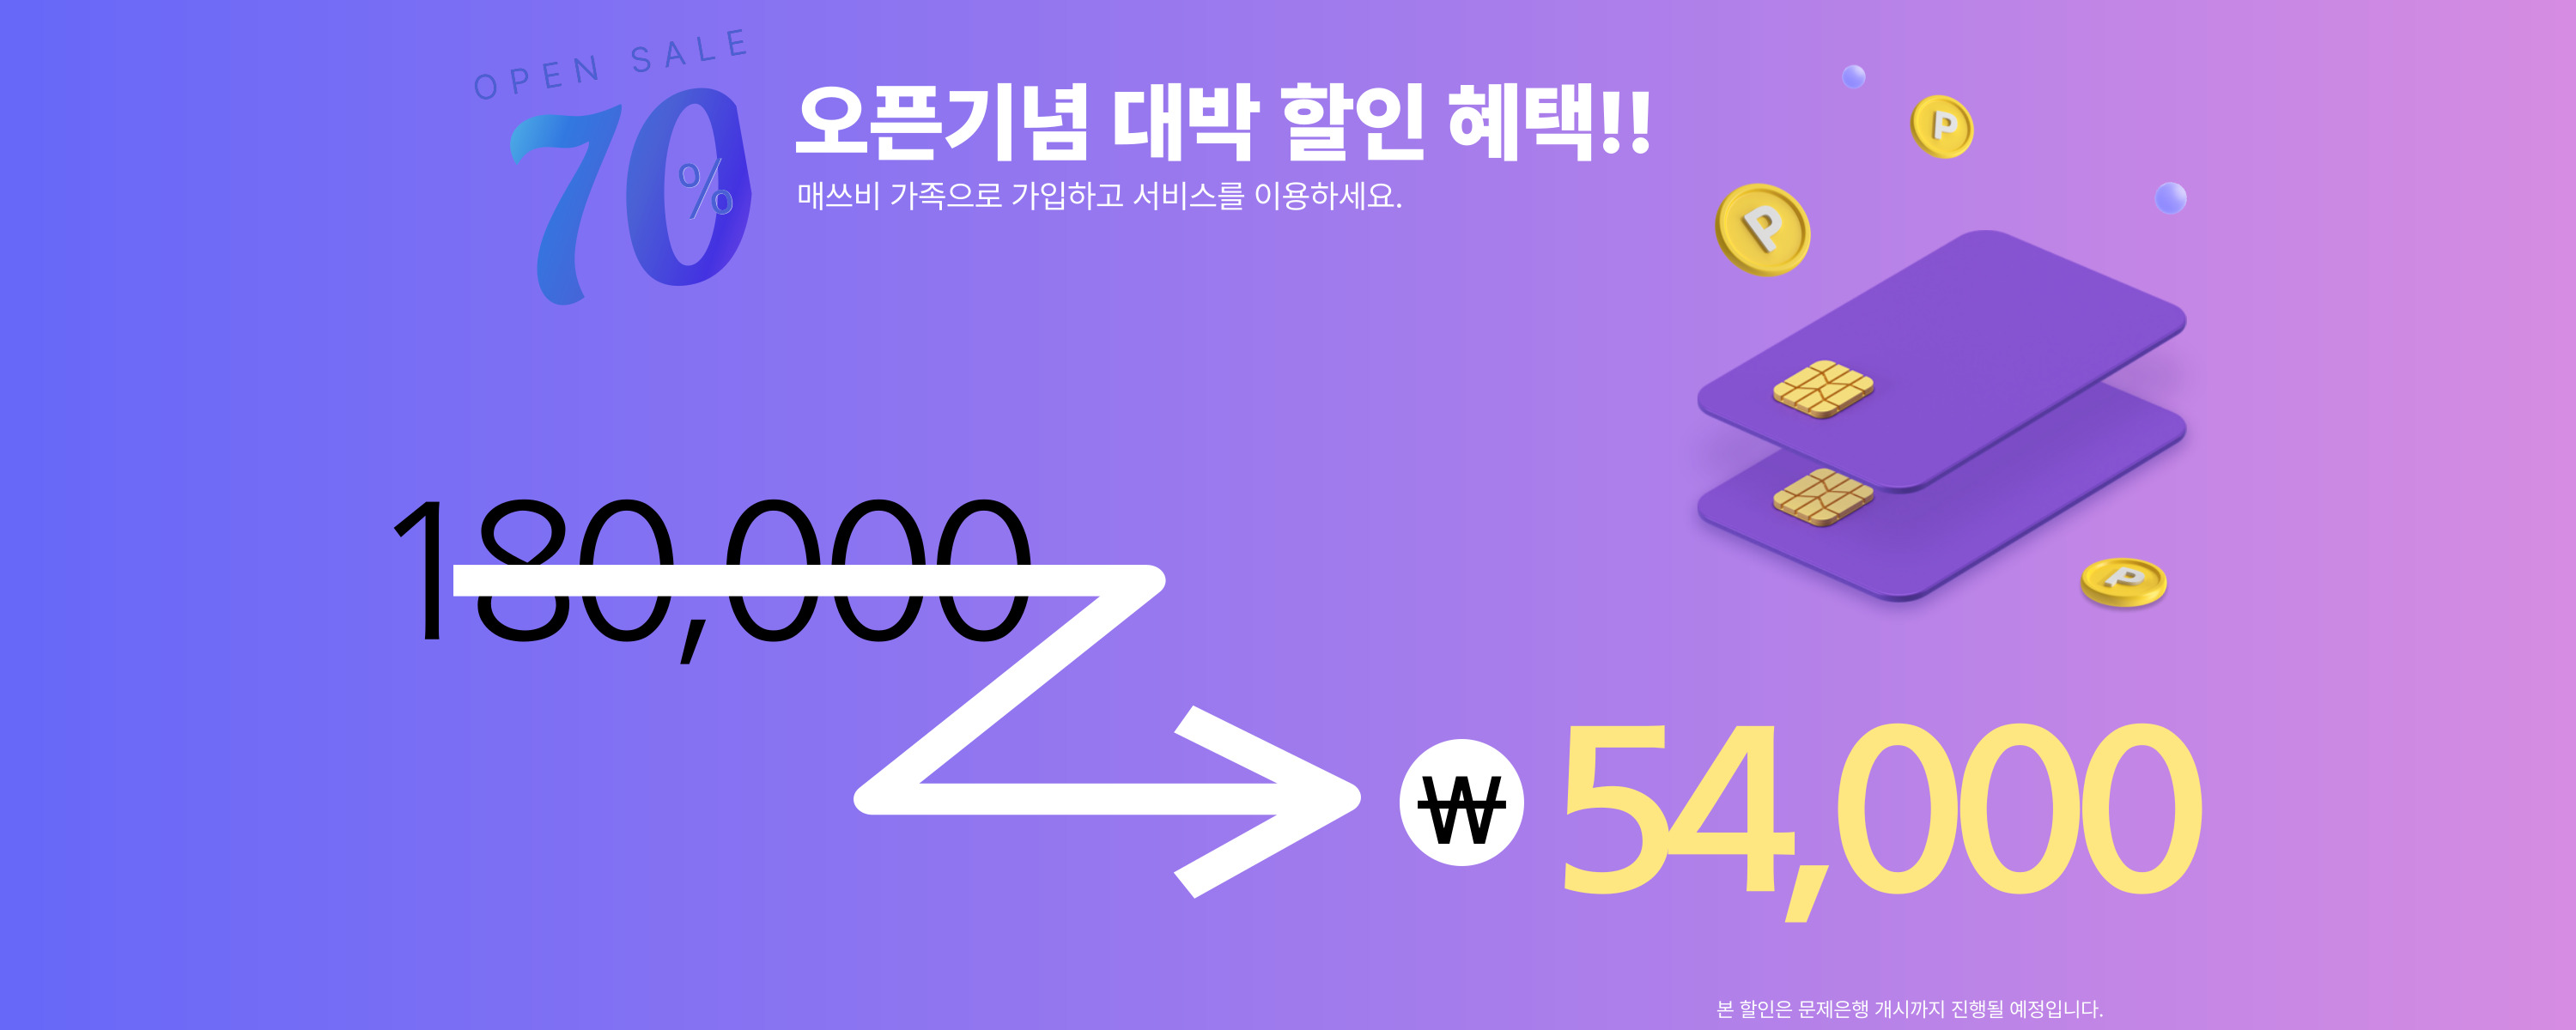 OPEN SALE
70%
오픈기념 대박 할인 혜택!!
매쓰비 가족으로 가입하고 서비스를 이용하세요.
P
P
180,000
P
₩ 54,000
본 할인은 문제은행 개시까지 진행될 예정입니다.